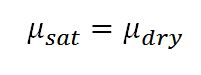 μ_sat = μ_dry